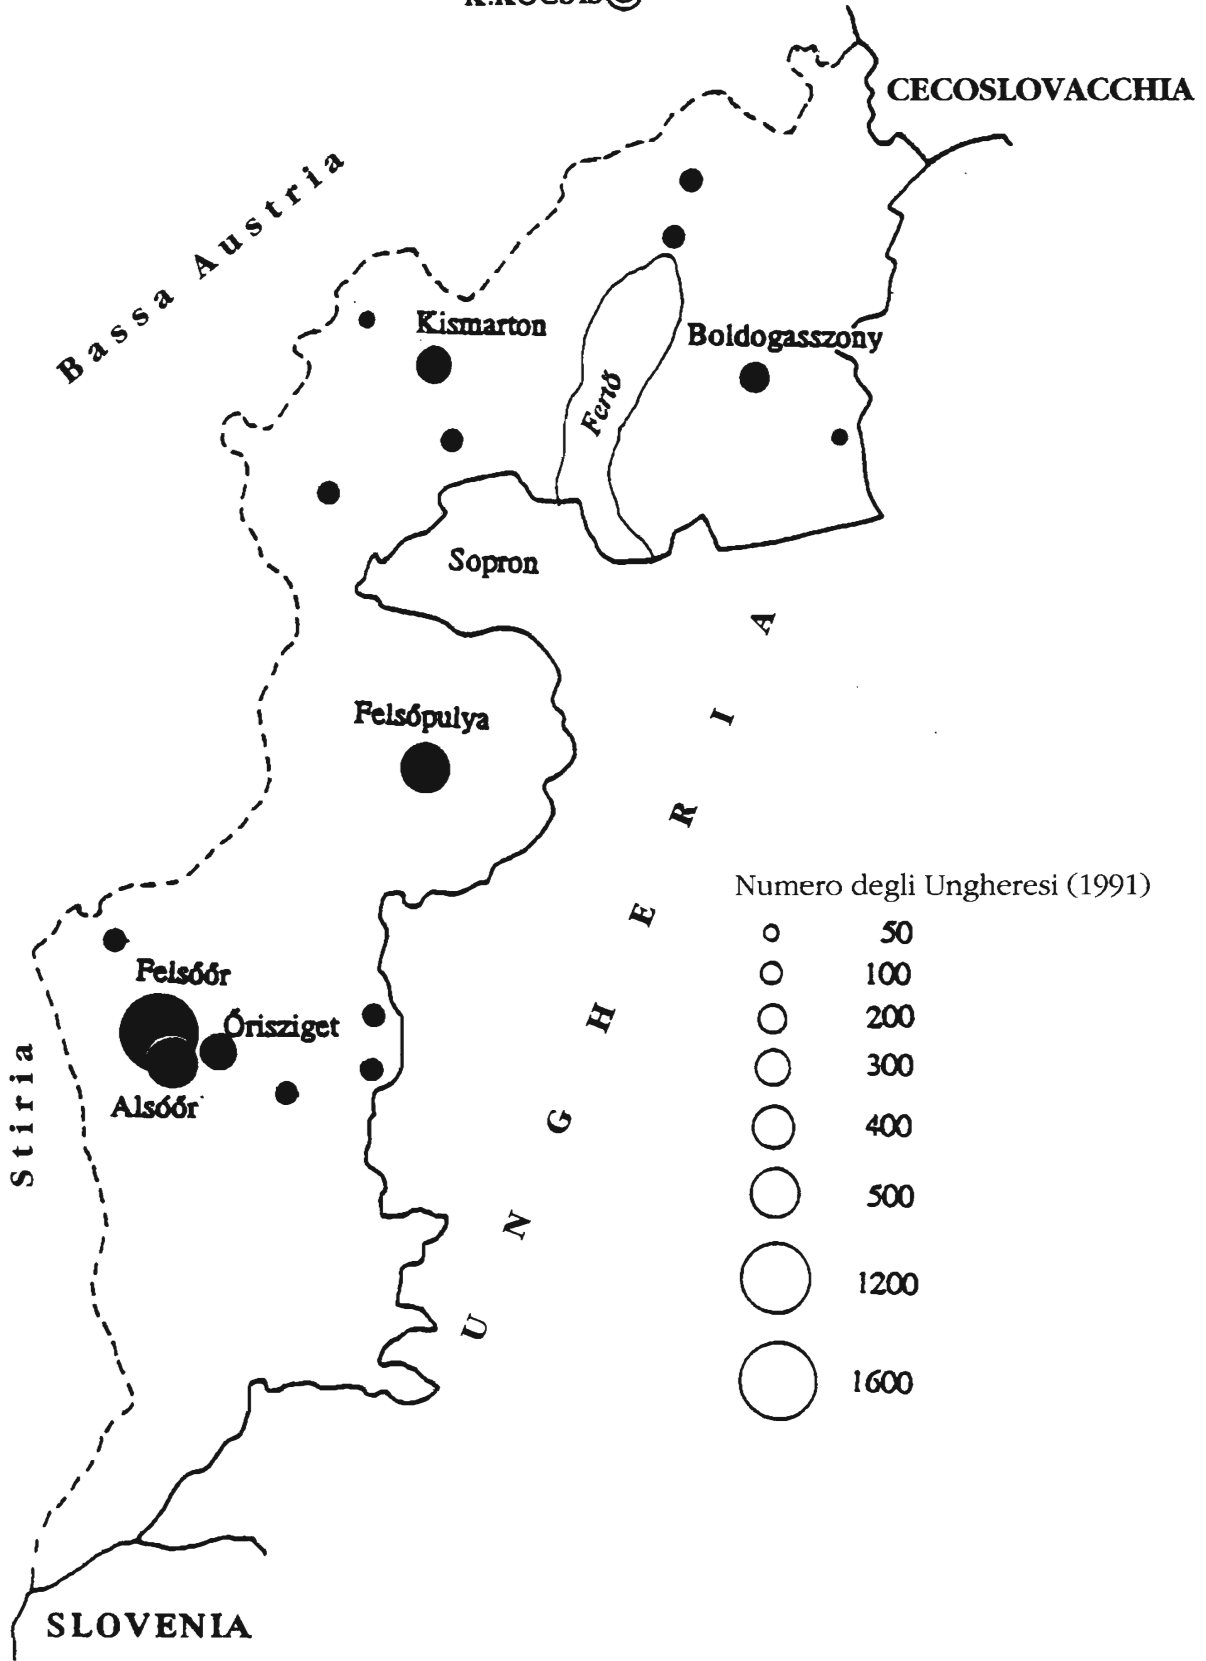 CECOSLOVACCHIA
Bassa Austria
Kismarton
Boldogasszony
Fertő
Sopron
Felsőpulya
Felsőőr
Őrisziget
Alsóőr
Stiria
UNGHERIA
SLOVENIA
Numero degli Ungheresi (1991)
50
100
200
300
400
500
1200
1600